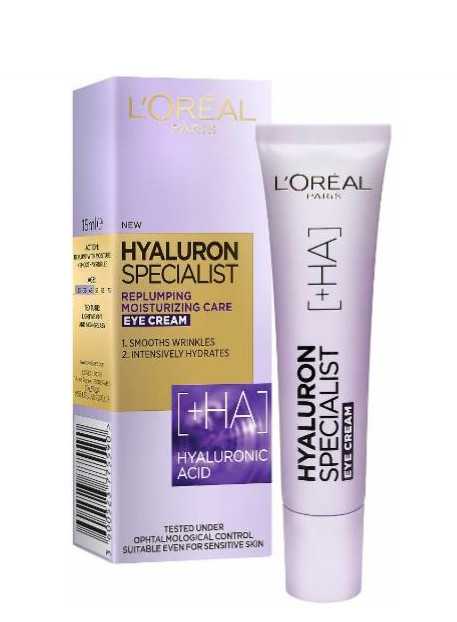 L'ORÉAL
PARIS
15ml e
NEW
HYALURON
SPECIALIST
REPLUMPING
MOISTURIZING CARE
EYE CREAM
1. SMOOTHS WRINKLES
2. INTENSIVELY HYDRATES
[+HA]
HYALURONIC
ACID
TESTED UNDER
OPHTALMOLOGICAL CONTROL
SUITABLE EVEN FOR SENSITIVE SKIN
L'ORÉAL
PARIS
[+HA]
HYALURON
SPECIALIST
EYE CREAM